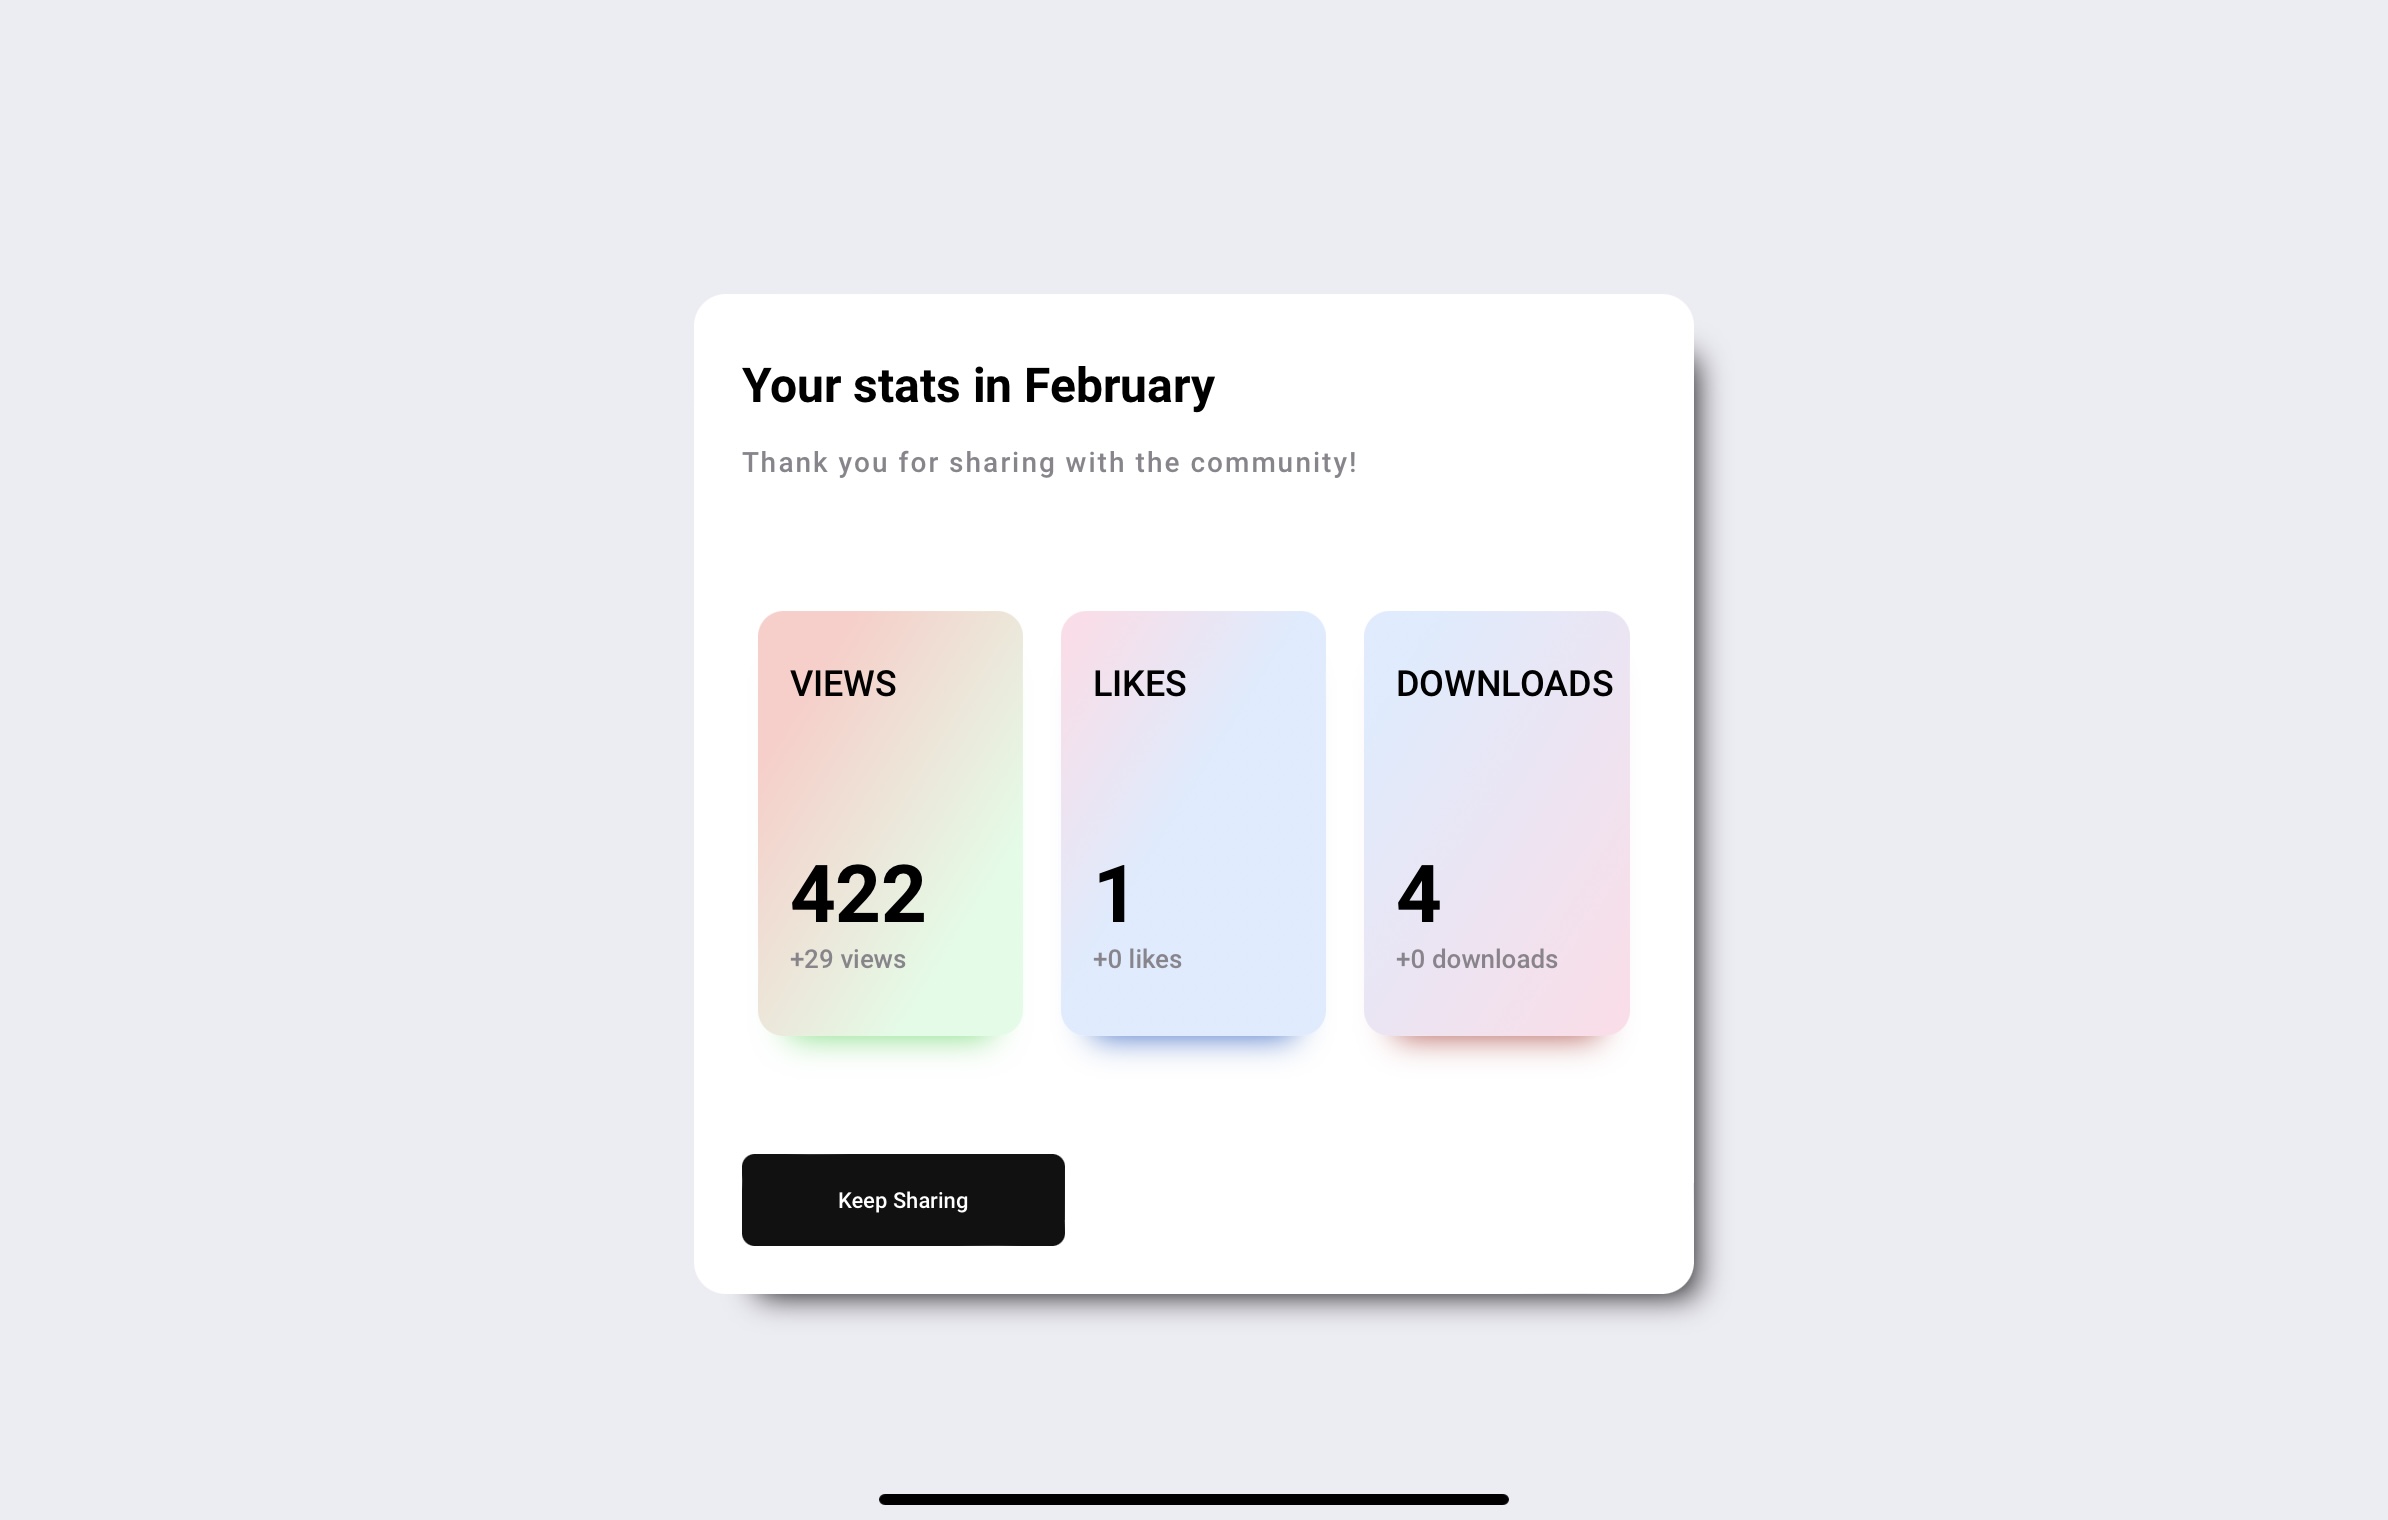 Your stats in February
Thank you for sharing with the community!
VIEWS
422
+29 views
LIKES
1
+0 likes
DOWNLOADS
4
+0 downloads
Keep Sharing